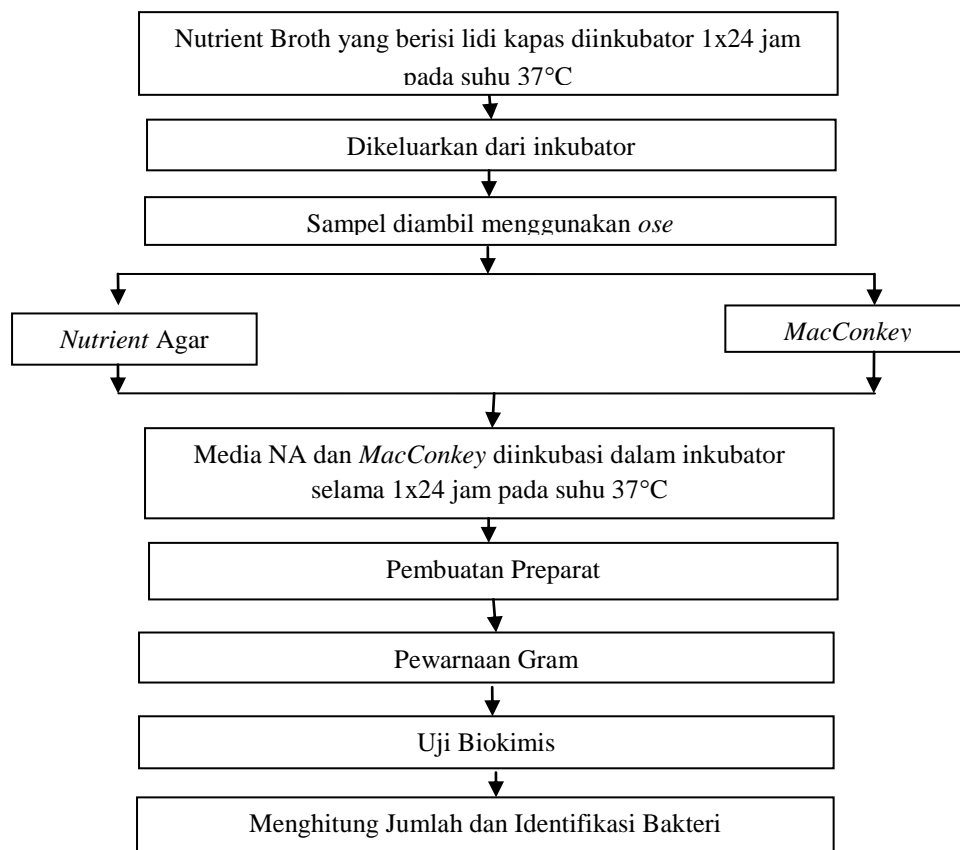 Nutrient Broth yang berisi lidi kapas diinkubator 1x24 jam
pada suhu 37°C
Dikeluarkan dari inkubator
Sampel diambil menggunakan ose
Nutrient Agar
MacConkey
Media NA dan MacConkey diinkubasi dalam inkubator
selama 1x24 jam pada suhu 37°C
Pembuatan Preparat
Pewarnaan Gram
Uji Biokimis
Menghitung Jumlah dan Identifikasi Bakteri